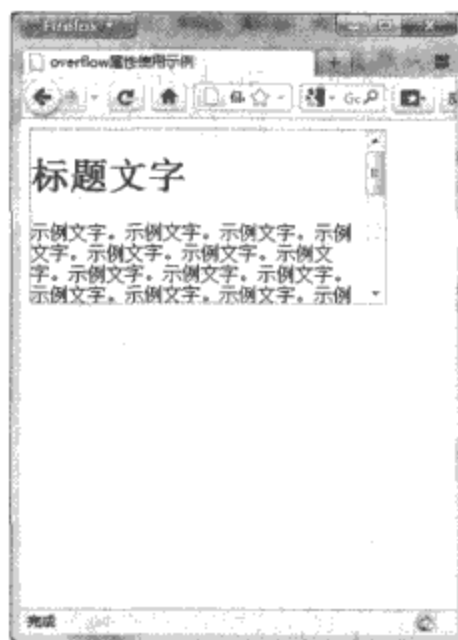 Firefox
overflow属性使用示例
标题文字
示例文字。示例文字。示例文字。示例
文字。示例文字。示例文字。示例文
字。示例文字。示例文字。示例文字。
示例文字。示例文字。示例文字。示例
完成